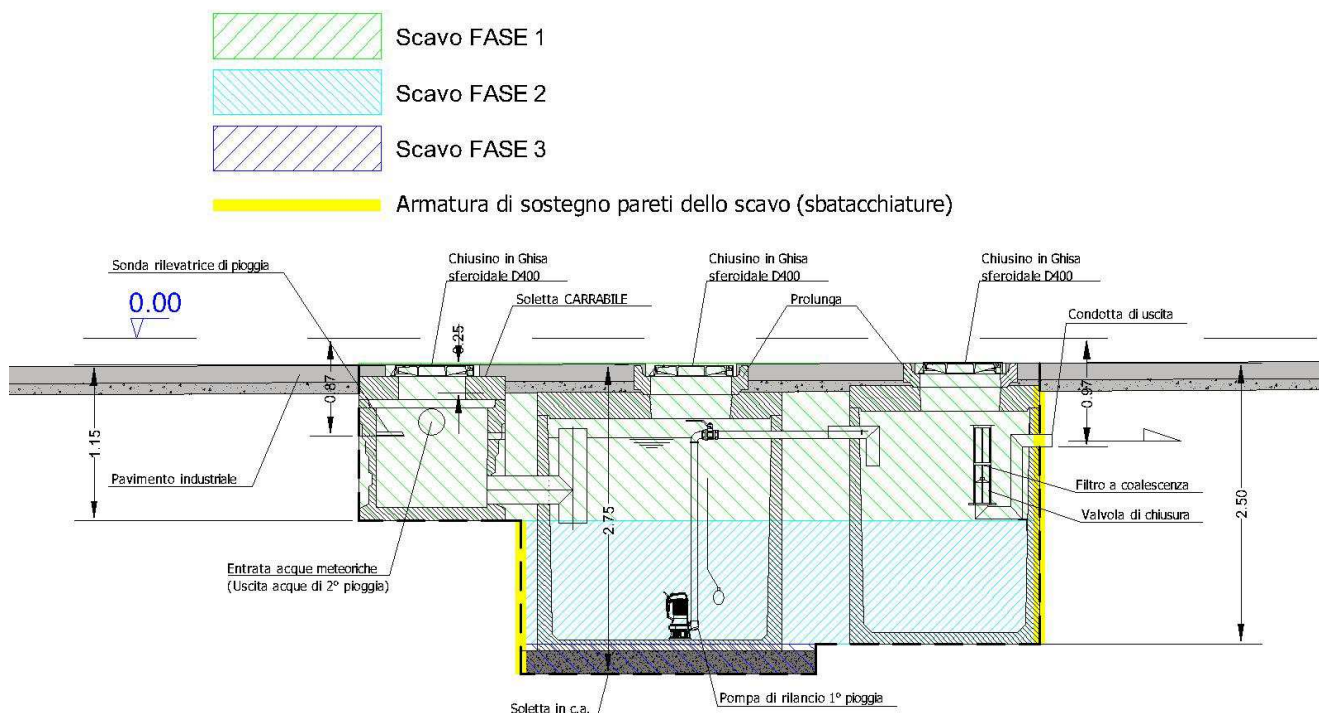 Scavo FASE 1
Scavo FASE 2
Scavo FASE 3
Armatura di sostegno pareti dello scavo (sbatacchiature)
Sonda rilevatrice di pioggia
Chiusino in Ghisa
sferoidale D400
Soletta CARRABILE
Chiusino in Ghisa
sferoidale D400
Prolunga
Chiusino in Ghisa
sferoidale D400
Condotta di uscita
0.00
0.25
0.87
0.97
1.15
Pavimento industriale
Filtro a coalescenza
Valvola di chiusura
2.75
2.50
Entrata acque meteoriche
(Uscita acque di 2° pioggia)
Pompa di rilancio 1° pioggia
Soletta in c.a.